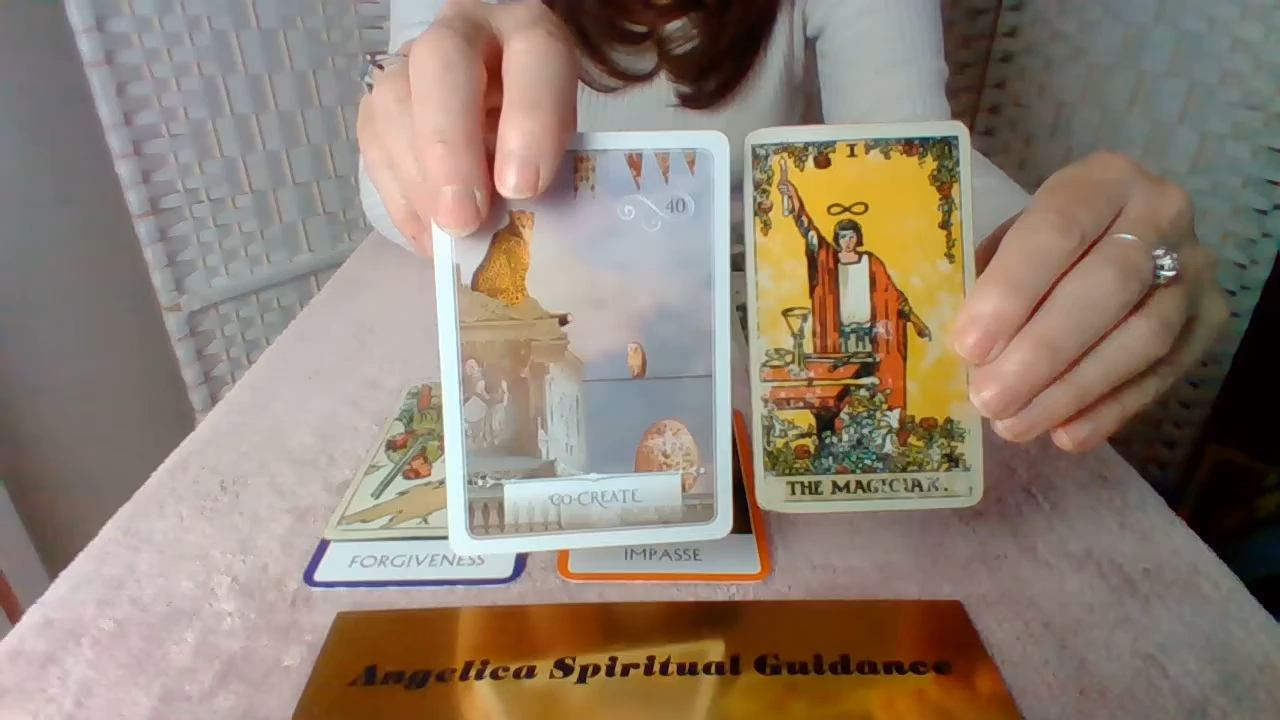 40
CO-CREATE
I
THE MAGICIAN.
FORGIVENESS
IMPASSE
Angelica Spiritual Guidance